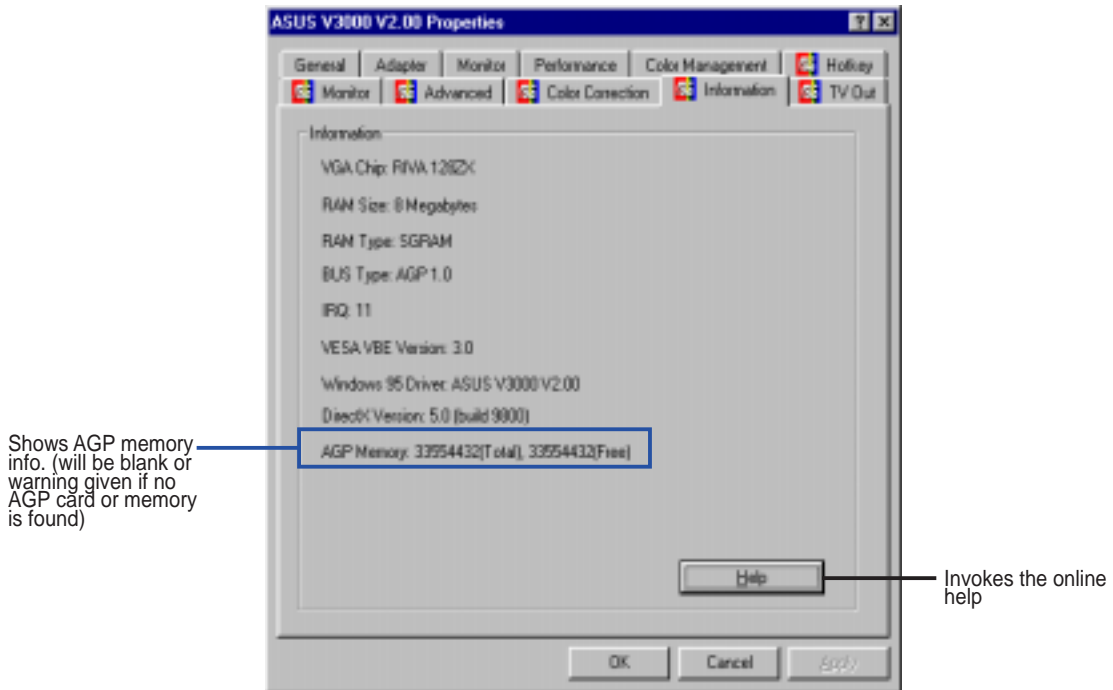 ASUS V3000 V2.00 Properties
General Adapter Monitor Performance Color Management Hotkey
Monitor Advanced Color Correction Information TV Out
Information
VGA Chip: RIVA 128ZX
RAM Size: 8 Megabytes
RAM Type: SGRAM
BUS Type: AGP 1.0
IRQ: 11
VESA VBE Version: 3.0
Windows 95 Driver: ASUS V3000 V2.00
DirectX Version: 5.0 (build 9800)
AGP Memory: 33554432(Total), 33554432(Free)
Shows AGP memory
info. (will be blank or
warning given if no
AGP card or memory
is found)
Help
Invokes the online
help
OK Cancel Apply